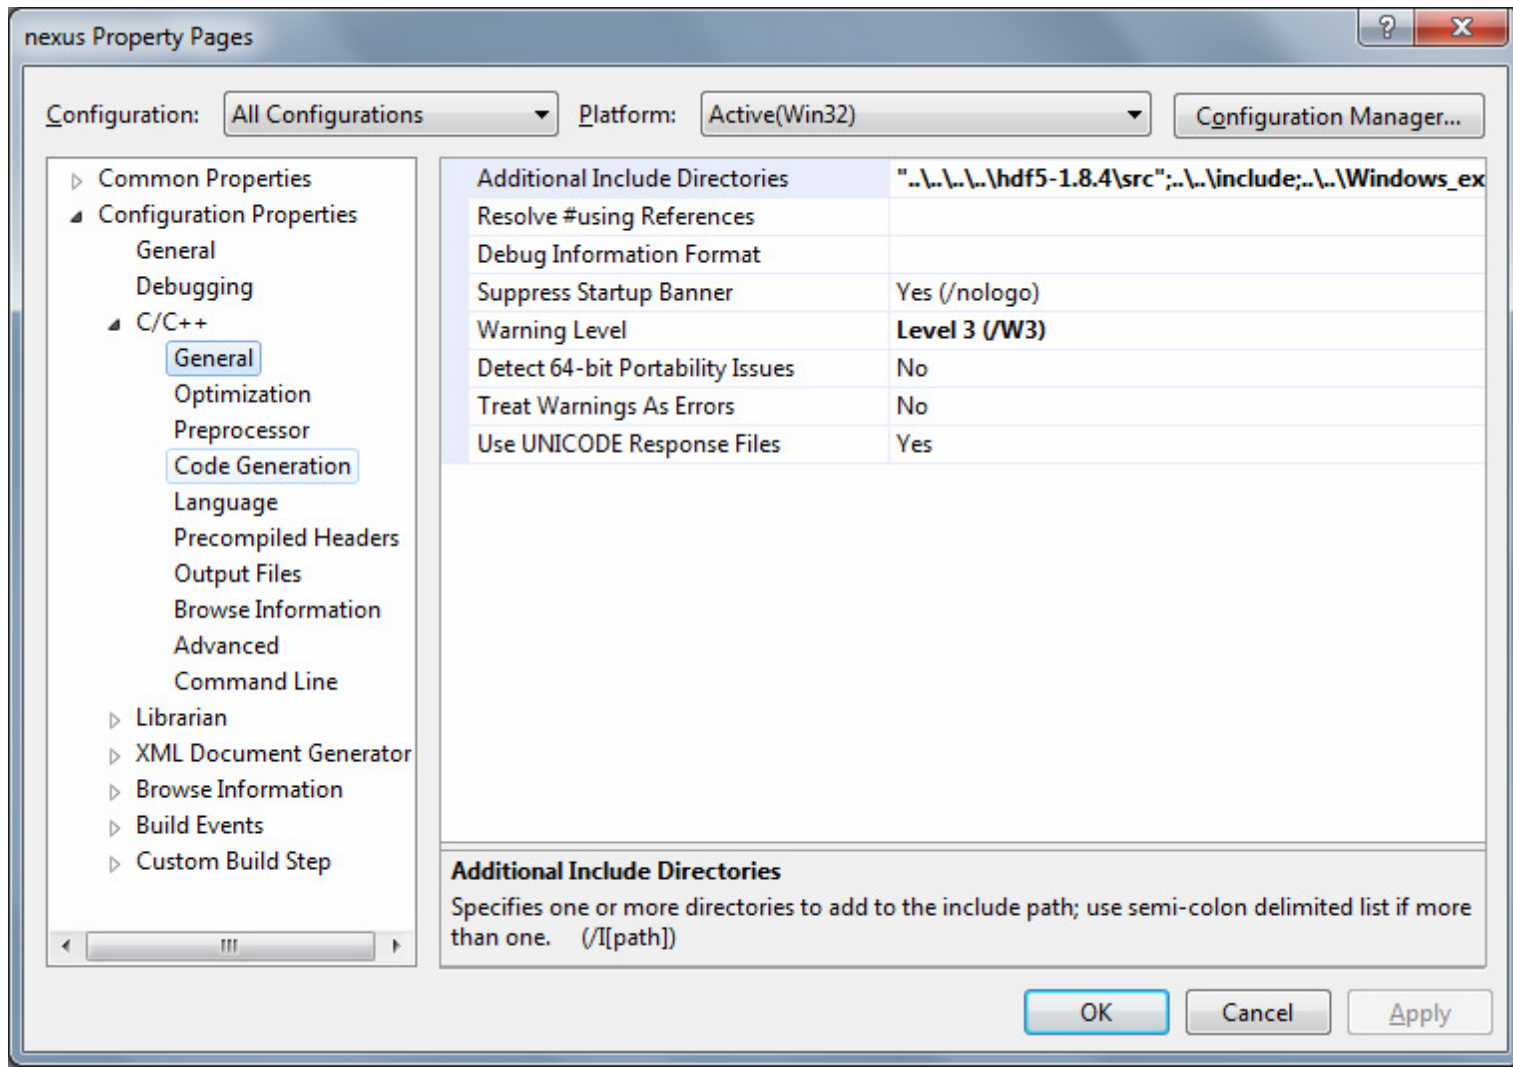 nexus Property Pages
Configuration: All Configurations Platform: Active(Win32) Configuration Manager...
Common Properties
Configuration Properties
General
Debugging
C/C++
General
Optimization
Preprocessor
Code Generation
Language
Precompiled Headers
Output Files
Browse Information
Advanced
Command Line
Librarian
XML Document Generator
Browse Information
Build Events
Custom Build Step
Additional Include Directories "..\..\..\..\hdf5-1.8.4\src";..\..\include;..\..\Windows_ex
Resolve #using References
Debug Information Format
Suppress Startup Banner Yes (/nologo)
Warning Level Level 3 (/W3)
Detect 64-bit Portability Issues No
Treat Warnings As Errors No
Use UNICODE Response Files Yes
Additional Include Directories
Specifies one or more directories to add to the include path; use semi-colon delimited list if more
than one. (/I[path])
OK Cancel Apply